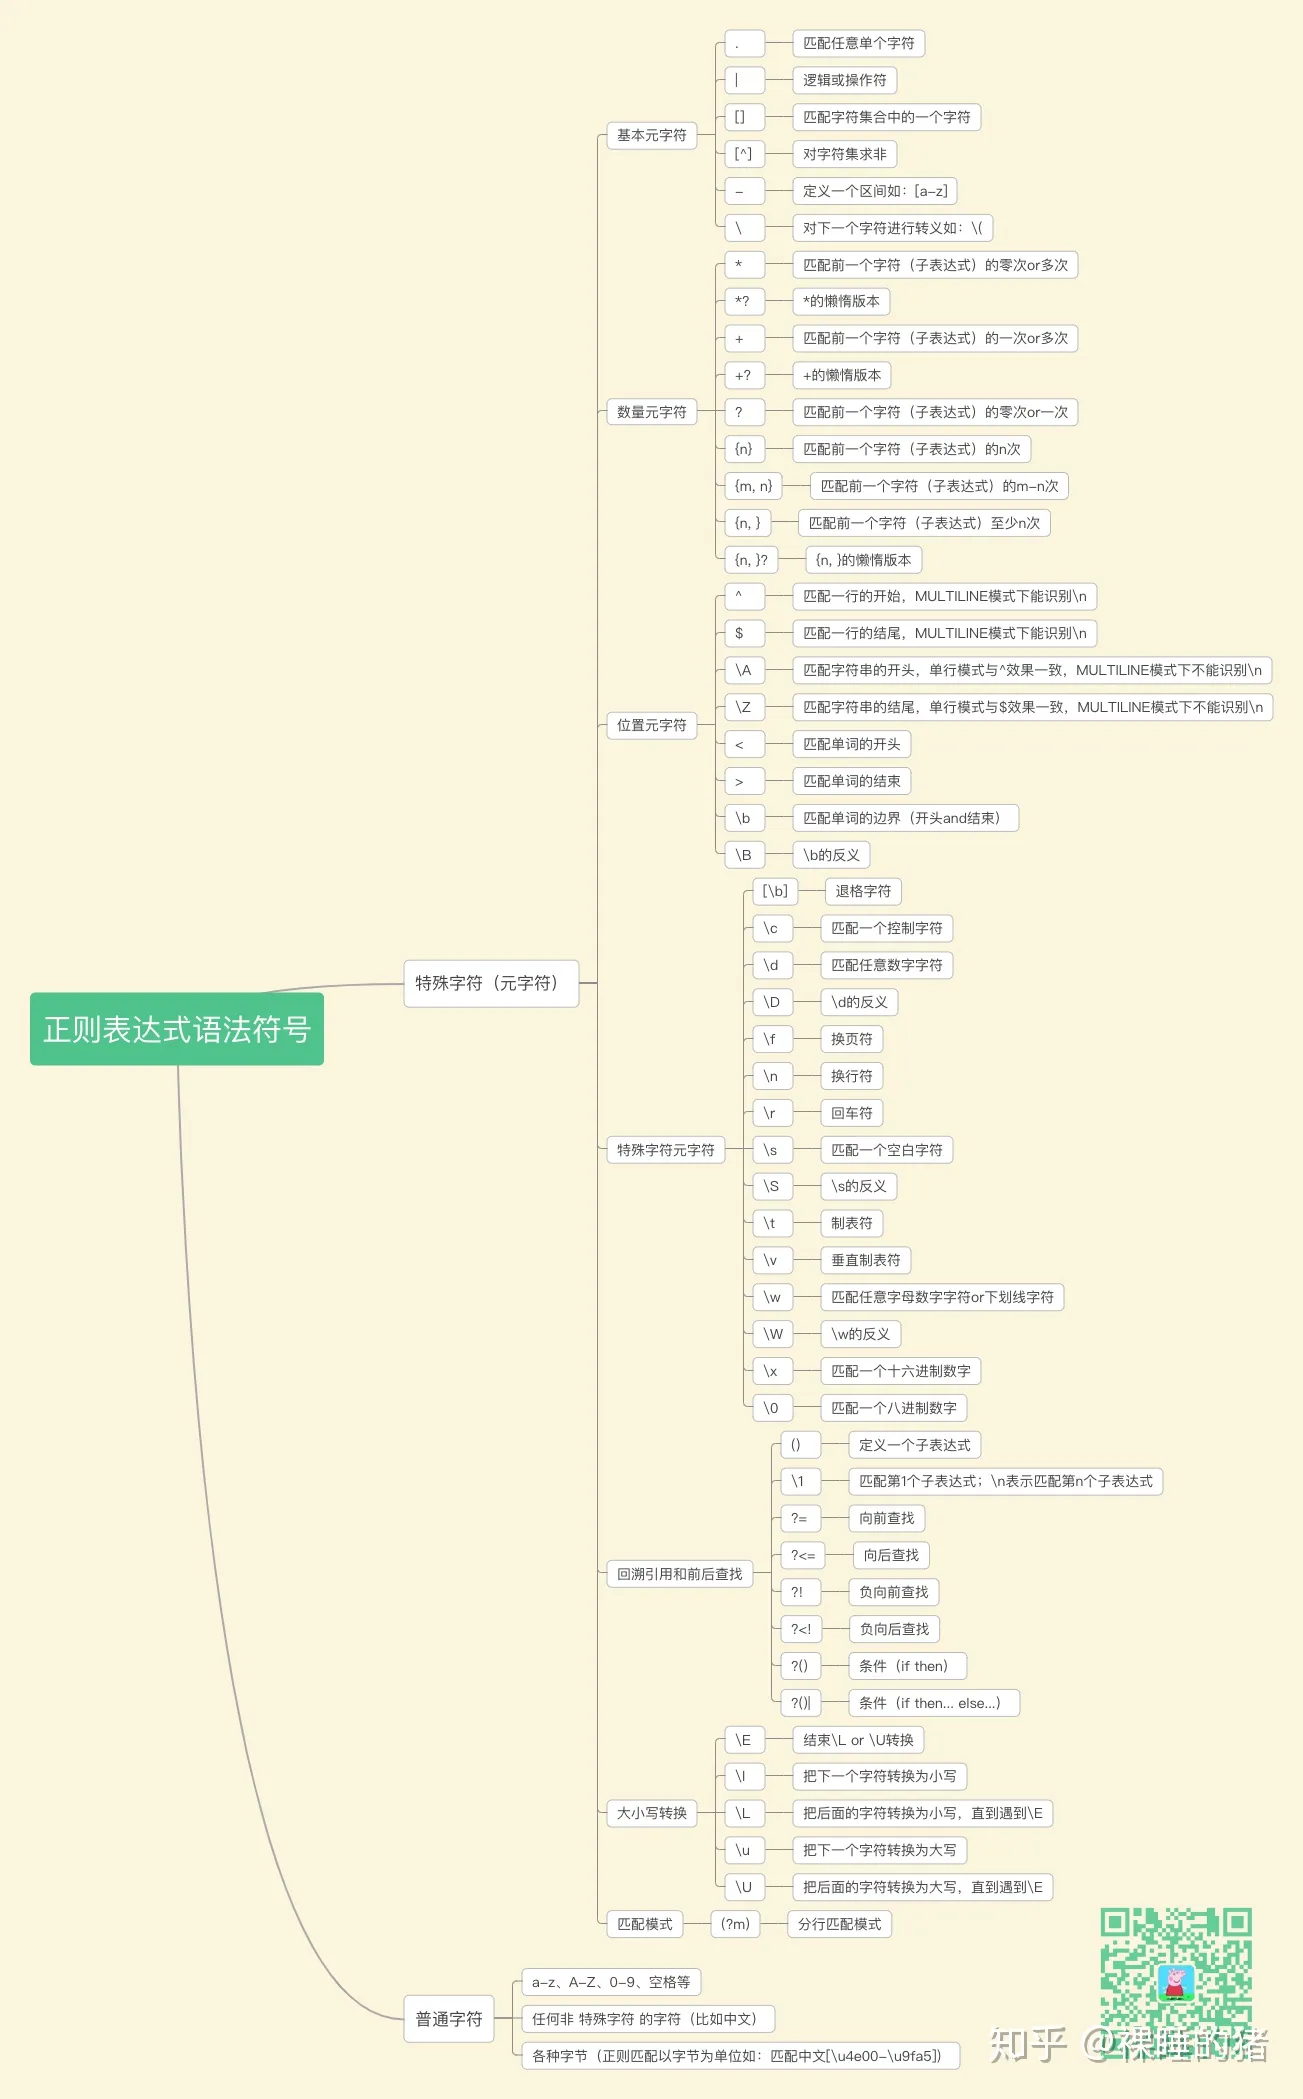 正则表达式语法符号
特殊字符（元字符）
基本元字符
.
匹配任意单个字符
|
逻辑或操作符
[]
匹配字符集合中的一个字符
[^]
对字符集求非
-
定义一个区间如：[a-z]
\
对下一个字符进行转义如：\(
数量元字符
*
匹配前一个字符（子表达式）的零次or多次
*?
*的懒惰版本
+
匹配前一个字符（子表达式）的一次or多次
+?
+的懒惰版本
?
匹配前一个字符（子表达式）的零次or一次
{n}
匹配前一个字符（子表达式）的n次
{m, n}
匹配前一个字符（子表达式）的m-n次
{n, }
匹配前一个字符（子表达式）至少n次
{n, }?
{n, }的懒惰版本
位置元字符
^
匹配一行的开始，MULTILINE模式下能识别\n
$
匹配一行的结尾，MULTILINE模式下能识别\n
\A
匹配字符串的开头，单行模式与^效果一致，MULTILINE模式下不能识别\n
\Z
匹配字符串的结尾，单行模式与$效果一致，MULTILINE模式下不能识别\n
<
匹配单词的开头
>
匹配单词的结束
\b
匹配单词的边界（开头and结束）
\B
\b的反义
特殊字符元字符
[\b]
退格字符
\c
匹配一个控制字符
\d
匹配任意数字字符
\D
\d的反义
\f
换页符
\n
换行符
\r
回车符
\s
匹配一个空白字符
\S
\s的反义
\t
制表符
\v
垂直制表符
\w
匹配任意字母数字字符or下划线字符
\W
\w的反义
\x
匹配一个十六进制数字
\0
匹配一个八进制数字
回溯引用和前后查找
()
定义一个子表达式
\1
匹配第1个子表达式；\n表示匹配第n个子表达式
?=
向前查找
?<=
向后查找
?!
负向前查找
?<!
负向后查找
?()
条件（if then）
?()|
条件（if then... else...）
大小写转换
\E
结束\L or \U转换
\l
把下一个字符转换为小写
\L
把后面的字符转换为小写，直到遇到\E
\u
把下一个字符转换为大写
\U
把后面的字符转换为大写，直到遇到\E
匹配模式
(?m)
分行匹配模式
普通字符
a-z、A-Z、0-9、空格等
任何非 特殊字符 的字符（比如中文）
各种字节（正则匹配以字节为单位如：匹配中文[\u4e00-\u9fa5]）
知乎 @裸睡的猪